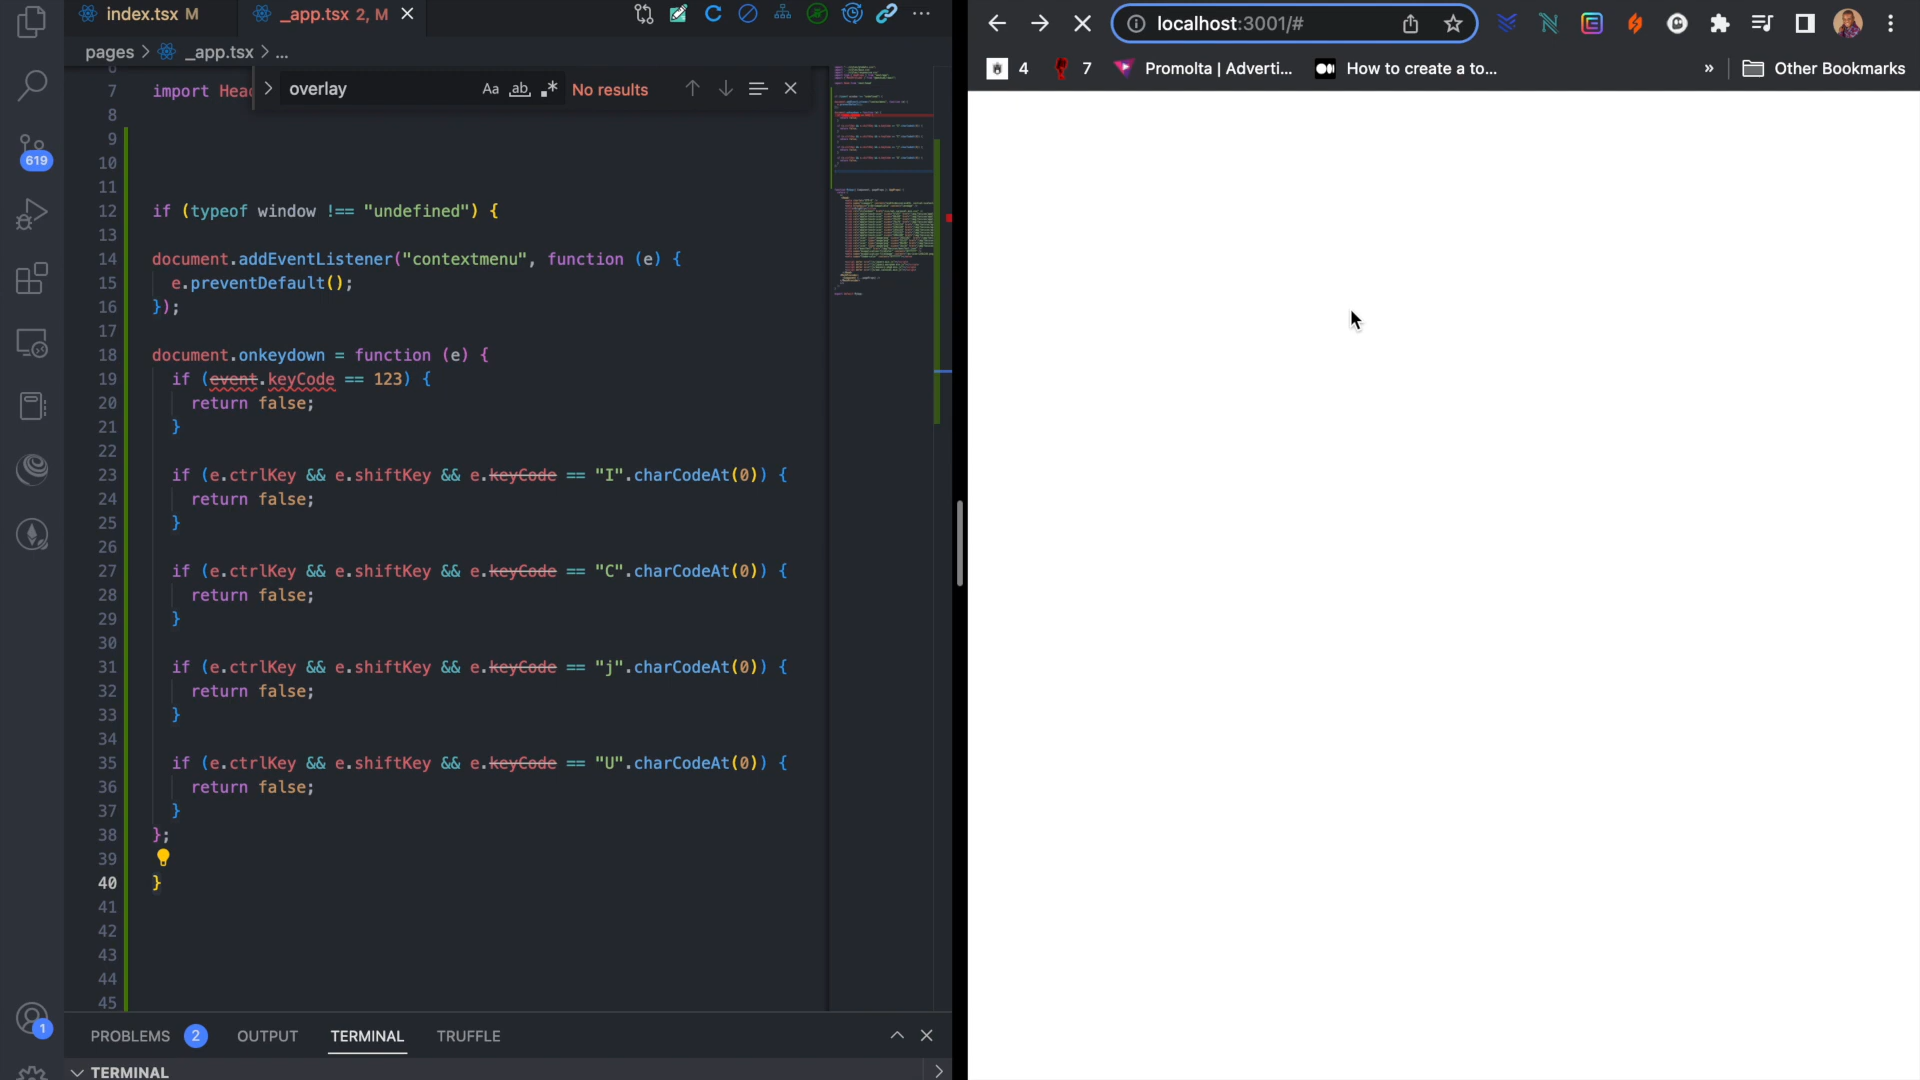 index.tsx M
_app.tsx 2, M
pages > _app.tsx > ...
overlay
Aa ab No results
7 import Hea
8
9
10
11
12 if (typeof window !== "undefined") {
13
14 document.addEventListener("contextmenu", function (e) {
15 e.preventDefault();
16 });
17
18 document.onkeydown = function (e) {
19 if (event.keyCode == 123) {
20 return false;
21 }
22
23 if (e.ctrlKey && e.shiftKey && e.keyCode == "I".charCodeAt(0)) {
24 return false;
25 }
26
27 if (e.ctrlKey && e.shiftKey && e.keyCode == "C".charCodeAt(0)) {
28 return false;
29 }
30
31 if (e.ctrlKey && e.shiftKey && e.keyCode == "j".charCodeAt(0)) {
32 return false;
33 }
34
35 if (e.ctrlKey && e.shiftKey && e.keyCode == "U".charCodeAt(0)) {
36 return false;
37 }
38 };
39
40 }
41
42
43
44
45
619
1
PROBLEMS 2 OUTPUT TERMINAL TRUFFLE
TERMINAL
localhost:3001/#
4 7 Promolta | Adverti... How to create a to... » Other Bookmarks